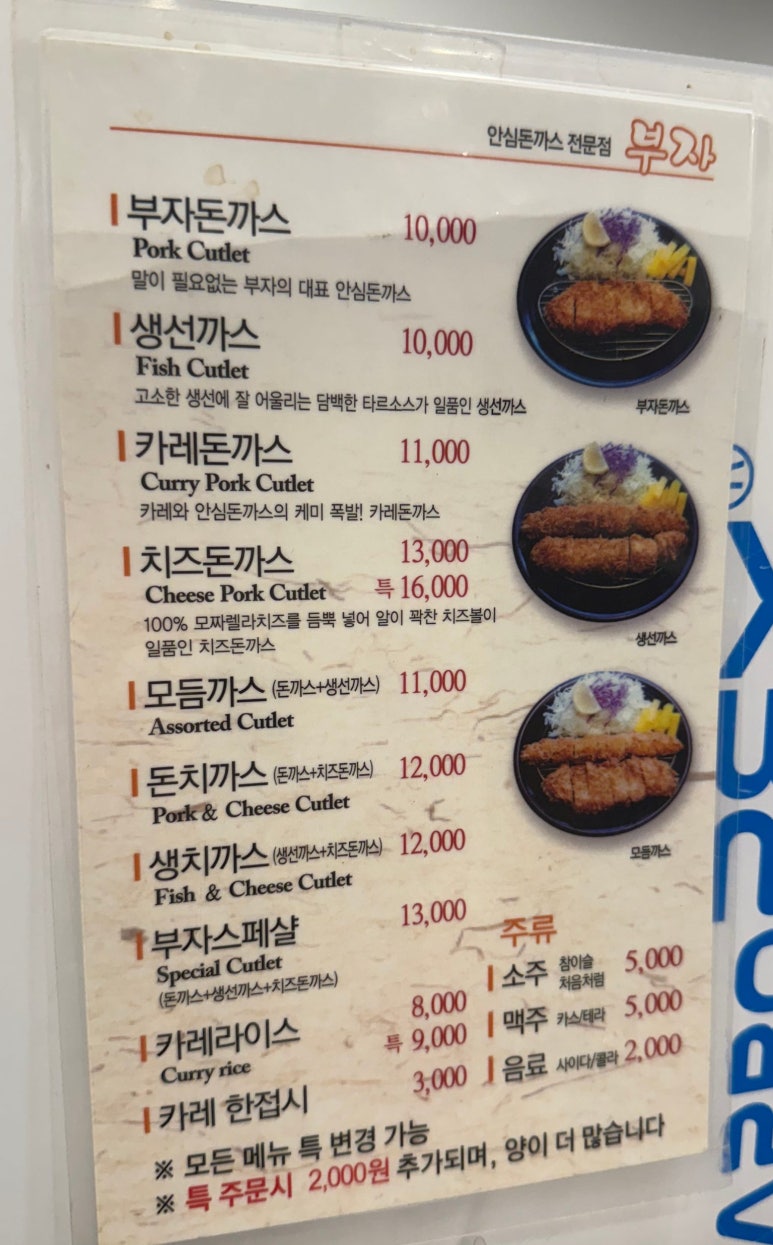 안심돈까스 전문점 부자
부자돈까스 10,000
Pork Cutlet
말이 필요없는 부자의 대표 안심돈까스
생선까스 10,000
Fish Cutlet
고소한 생선에 잘 어울리는 담백한 타르소스가 일품인 생선까스
부자돈까스
카레돈까스 11,000
Curry Pork Cutlet
카레와 안심돈까스의 케미 폭발! 카레돈까스
치즈돈까스 13,000
Cheese Pork Cutlet 특 16,000
100% 모짜렐라치즈를 듬뿍 넣어 알이 꽉찬 치즈볼이
일품인 치즈돈까스
생선까스
모듬까스 (돈까스+생선까스) 11,000
Assorted Cutlet
돈치까스 (돈까스+치즈돈까스) 12,000
Pork & Cheese Cutlet
생치까스 (생선까스+치즈돈까스) 12,000
Fish & Cheese Cutlet
모듬까스
부자스페샬 13,000
Special Cutlet
(돈까스+생선까스+치즈돈까스)
카레라이스 8,000
특 9,000
Curry rice
카레 한접시 3,000
주류
소주 참이슬 처음처럼 5,000
맥주 카스/테라 5,000
음료 사이다/콜라 2,000
※ 모든 메뉴 특 변경 가능
※ 특 주문시 2,000원 추가되며, 양이 더 많습니다